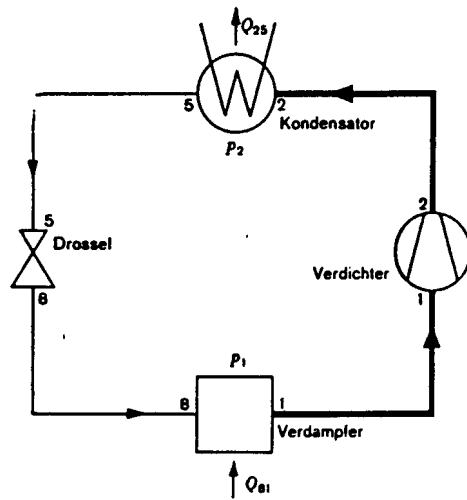 Q25
5
2
Kondensator
p2
5
Drossel
8
2
Verdichter
1
p1
8
1
Verdampfer
Q81